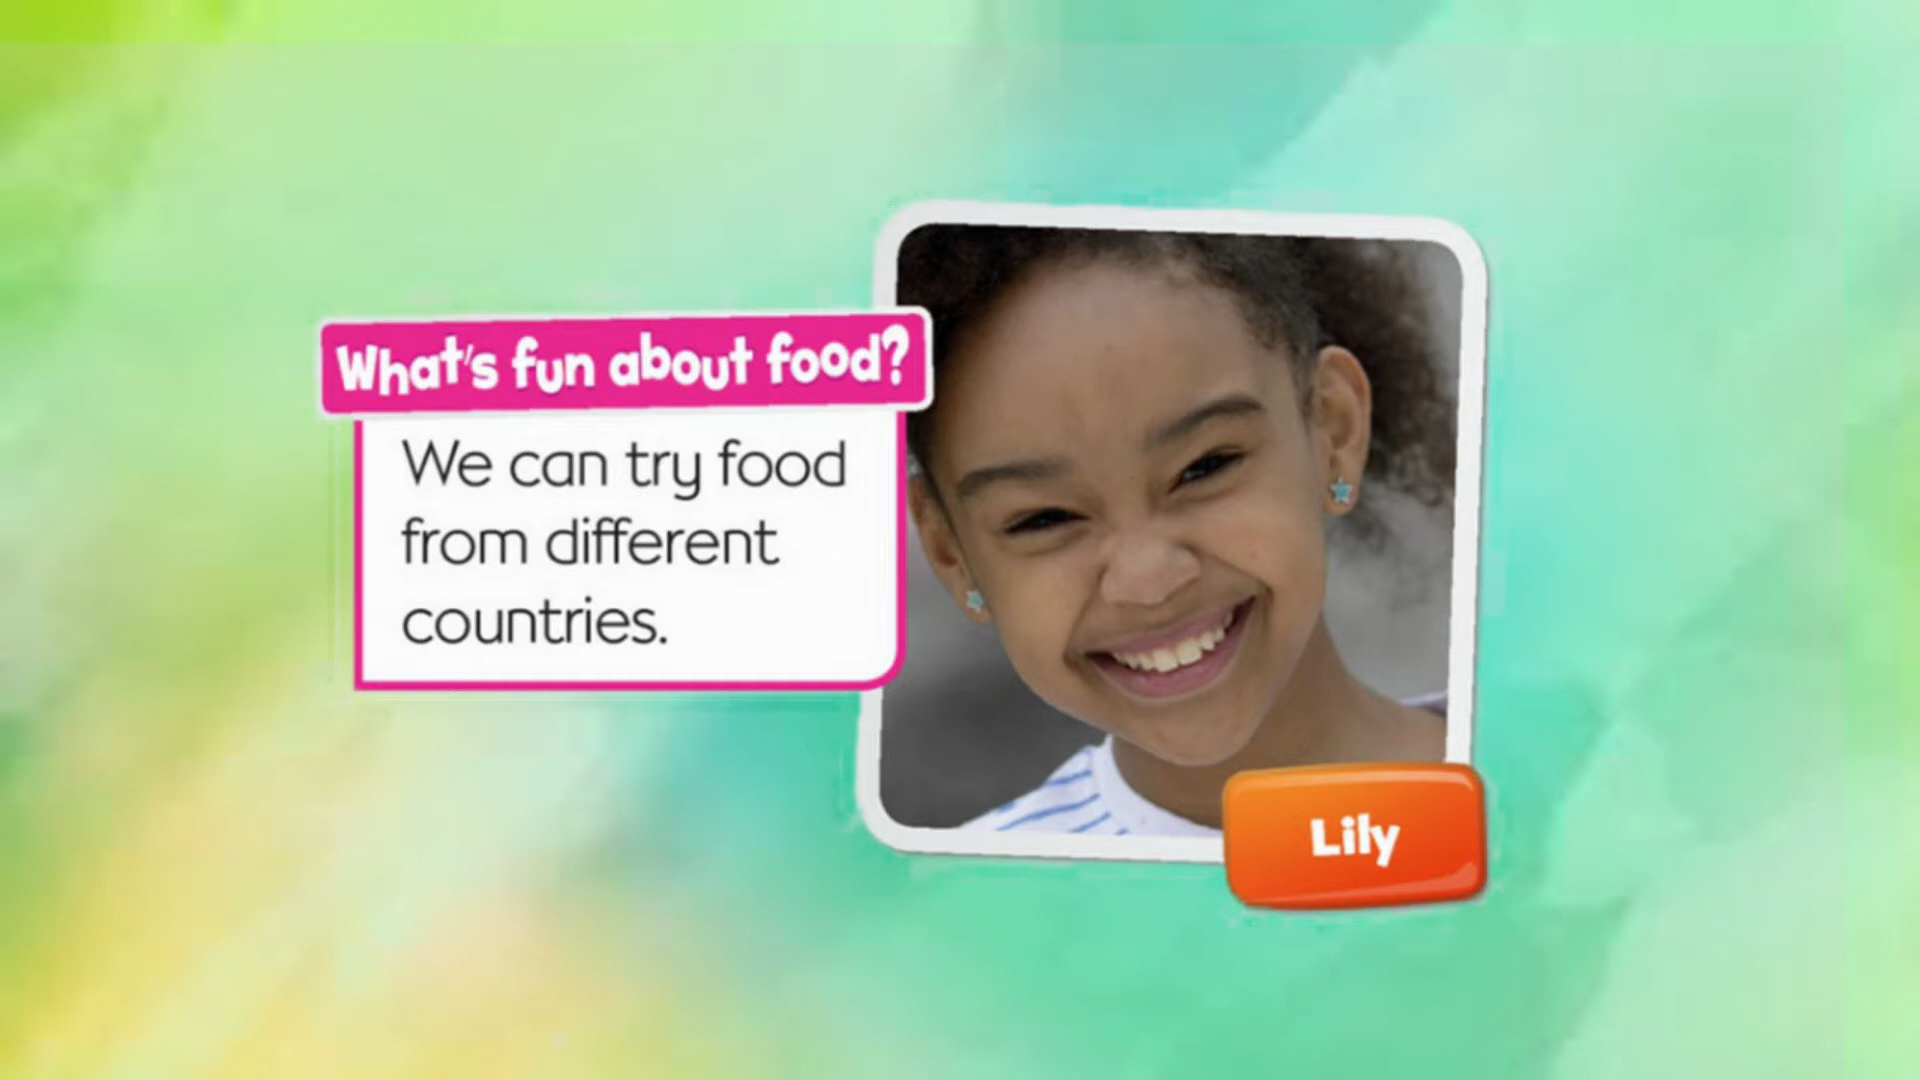 What's fun about food?
We can try food
from different
countries.
Lily